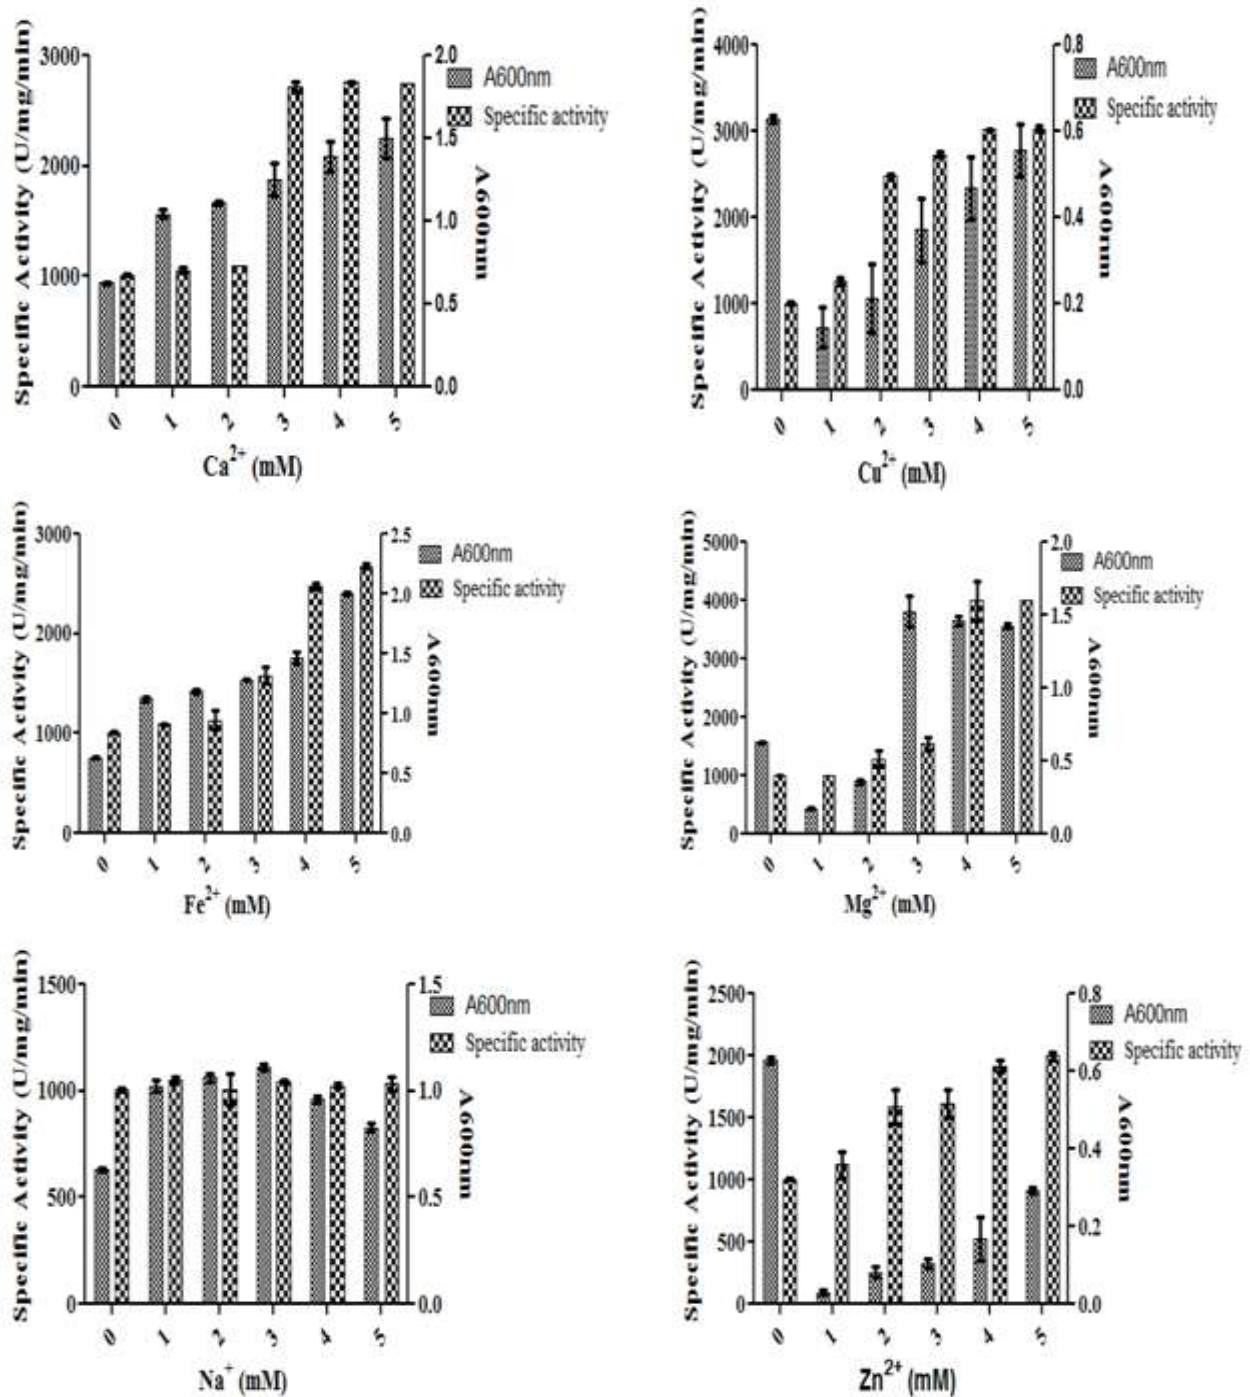 Specific Activity (U/mg/min)
3000
2000
1000
0
2.0
1.5
1.0
0.5
0.0
A600nm
A600nm
Specific activity
0 1 2 3 4 5
Ca2+ (mM)
Specific Activity (U/mg/min)
4000
3000
2000
1000
0
0.8
0.6
0.4
0.2
0.0
A600nm
A600nm
Specific activity
0 1 2 3 4 5
Cu2+ (mM)
Specific Activity (U/mg/min)
3000
2000
1000
0
2.5
2.0
1.5
1.0
0.5
0.0
A600nm
A600nm
Specific activity
0 1 2 3 4 5
Fe2+ (mM)
Specific Activity (U/mg/min)
5000
4000
3000
2000
1000
0
2.0
1.5
1.0
0.5
0.0
A600nm
A600nm
Specific activity
0 1 2 3 4 5
Mg2+ (mM)
Specific Activity (U/mg/min)
1500
1000
500
0
1.5
1.0
0.5
0.0
A600nm
A600nm
Specific activity
0 1 2 3 4 5
Na+ (mM)
Specific Activity (U/mg/min)
2500
2000
1500
1000
500
0
0.8
0.6
0.4
0.2
0.0
A600nm
A600nm
Specific activity
0 1 2 3 4 5
Zn2+ (mM)